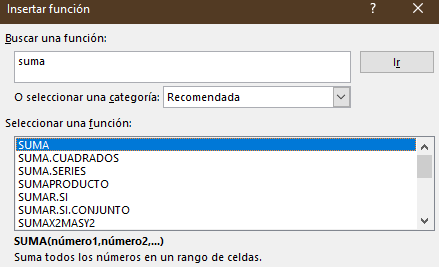 Insertar función ? ×
Buscar una función:
suma
Ir
O seleccionar una categoría: Recomendada
Seleccionar una función:
SUMA
SUMA.CUADRADOS
SUMA.SERIES
SUMAPRODUCTO
SUMAR.SI
SUMAR.SI.CONJUNTO
SUMAX2MASY2
SUMA(número1,número2,...)
Suma todos los números en un rango de celdas.